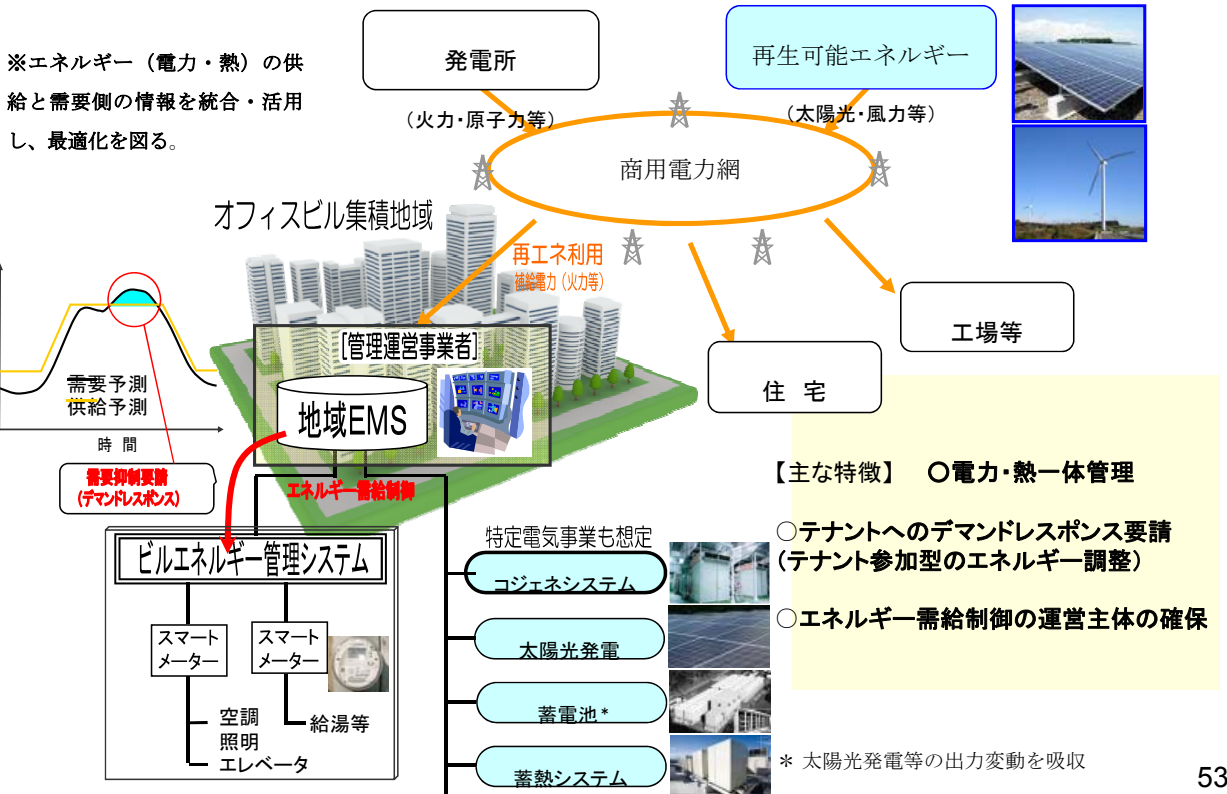 ※エネルギー（電力・熱）の供
給と需要側の情報を統合・活用
し、最適化を図る。
発電所
（火力・原子力等）
再生可能エネルギー
（太陽光・風力等）
商用電力網
オフィスビル集積地域
再エネ利用
補給電力（火力等）
[管理運営事業者]
地域EMS
工場等
住 宅
需要予測
供給予測
時 間
需要抑制要請
（デマンドレスポンス）
エネルギー需給制御
ビルエネルギー管理システム
スマート
メーター
スマート
メーター
空調
照明
エレベータ
給湯等
特定電気事業も想定
コジェネシステム
太陽光発電
蓄電池*
蓄熱システム
【主な特徴】 ○電力・熱一体管理
○テナントへのデマンドレスポンス要請
（テナント参加型のエネルギー調整）
○エネルギー需給制御の運営主体の確保
＊ 太陽光発電等の出力変動を吸収
53